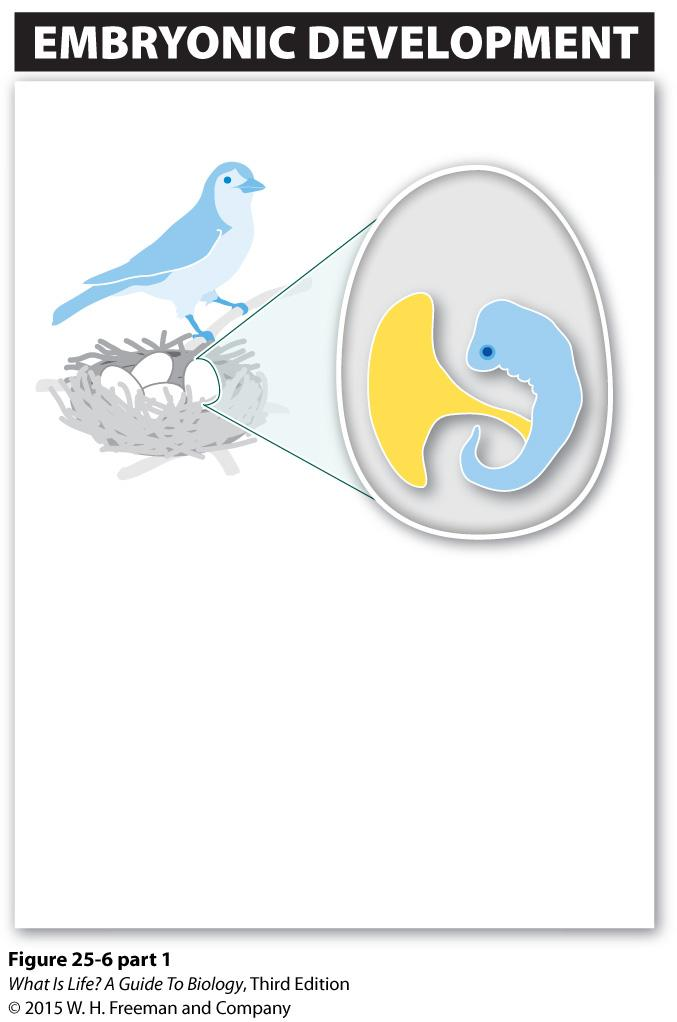 EMBRYONIC DEVELOPMENT
Figure 25-6 part 1
What Is Life? A Guide To Biology, Third Edition
© 2015 W. H. Freeman and Company